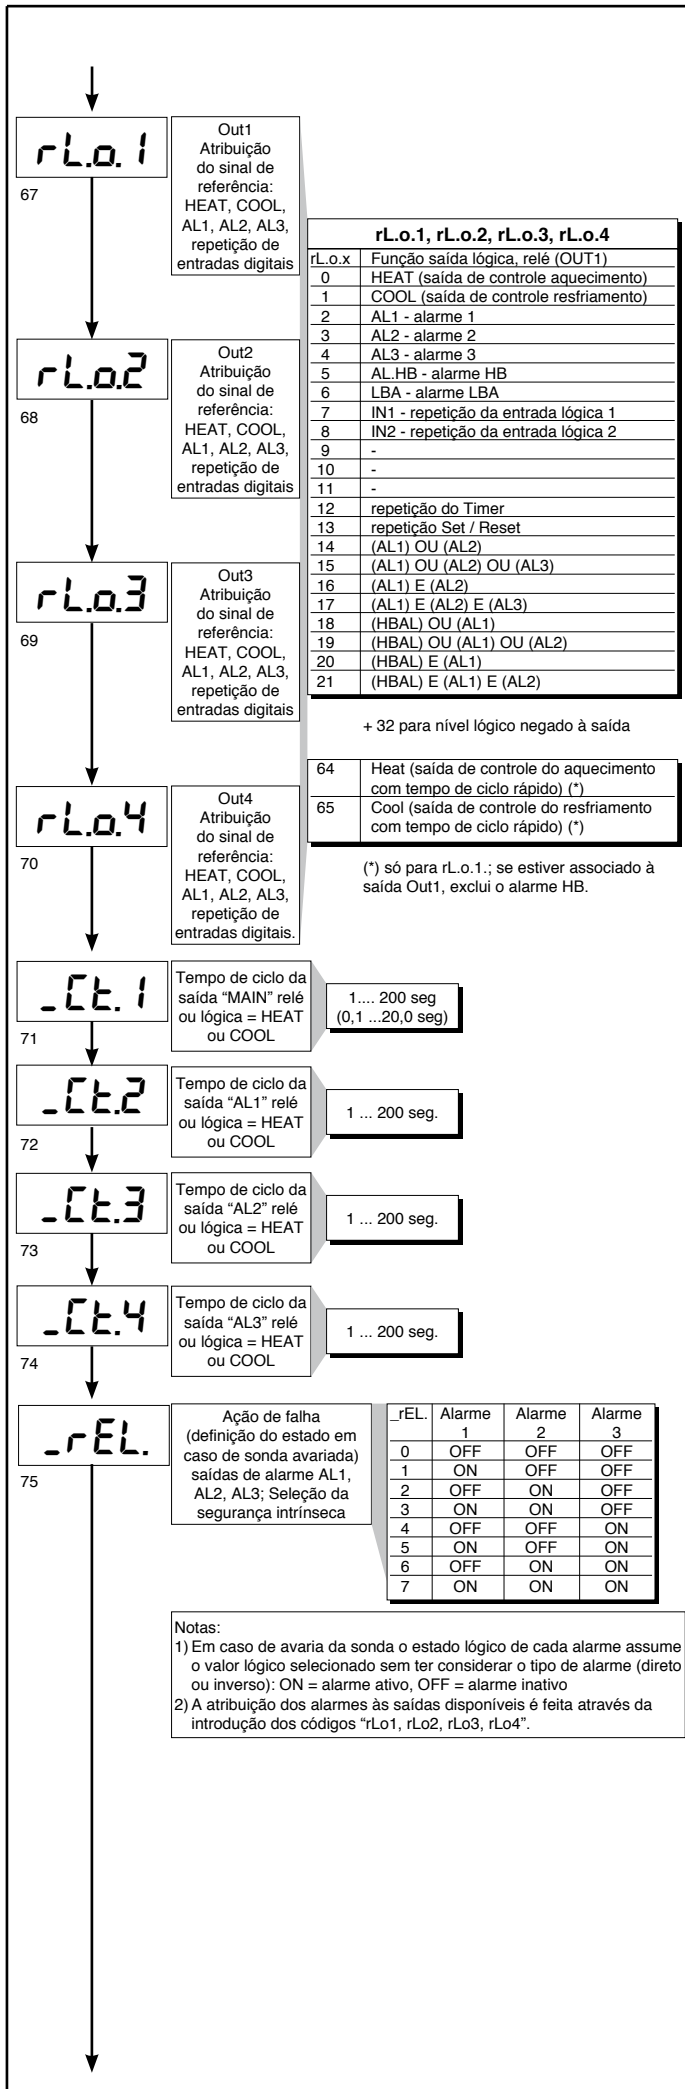 rL.o.1
67
Out1
Atribuição
do sinal de
referência:
HEAT, COOL,
AL1, AL2, AL3,
repetição de
entradas digitais
rL.o.2
68
Out2
Atribuição
do sinal de
referência:
HEAT, COOL,
AL1, AL2, AL3,
repetição de
entradas digitais
rL.o.3
69
Out3
Atribuição
do sinal de
referência:
HEAT, COOL,
AL1, AL2, AL3,
repetição de
entradas digitais
rL.o.4
70
Out4
Atribuição
do sinal de
referência:
HEAT, COOL,
AL1, AL2, AL3,
repetição de
entradas digitais.
rL.o.1, rL.o.2, rL.o.3, rL.o.4
rL.o.x Função saída lógica, relé (OUT1)
0 HEAT (saída de controle aquecimento)
1 COOL (saída de controle resfriamento)
2 AL1 - alarme 1
3 AL2 - alarme 2
4 AL3 - alarme 3
5 AL.HB - alarme HB
6 LBA - alarme LBA
7 IN1 - repetição da entrada lógica 1
8 IN2 - repetição da entrada lógica 2
9 -
10 -
11 -
12 repetição do Timer
13 repetição Set / Reset
14 (AL1) OU (AL2)
15 (AL1) OU (AL2) OU (AL3)
16 (AL1) E (AL2)
17 (AL1) E (AL2) E (AL3)
18 (HBAL) OU (AL1)
19 (HBAL) OU (AL1) OU (AL2)
20 (HBAL) E (AL1)
21 (HBAL) E (AL1) E (AL2)
+ 32 para nível lógico negado à saída
64 Heat (saída de controle do aquecimento
com tempo de ciclo rápido) (*)
65 Cool (saída de controle do resfriamento
com tempo de ciclo rápido) (*)
(*) só para rL.o.1.; se estiver associado à
saída Out1, exclui o alarme HB.
_Ct.1
71
Tempo de ciclo da
saída “MAIN” relé
ou lógica = HEAT
ou COOL
1.... 200 seg
(0,1 ...20,0 seg)
_Ct.2
72
Tempo de ciclo da
saída “AL1” relé
ou lógica = HEAT
ou COOL
1 ... 200 seg.
_Ct.3
73
Tempo de ciclo da
saída “AL2” relé
ou lógica = HEAT
ou COOL
1 ... 200 seg.
_Ct.4
74
Tempo de ciclo da
saída “AL3” relé
ou lógica = HEAT
ou COOL
1 ... 200 seg.
_rEL.
75
Ação de falha
(definição do estado em
caso de sonda avariada)
saídas de alarme AL1,
AL2, AL3; Seleção da
segurança intrínseca
_rEL. Alarme Alarme Alarme
1 2 3
0 OFF OFF OFF
1 ON OFF OFF
2 OFF ON OFF
3 ON ON OFF
4 OFF OFF ON
5 ON OFF ON
6 OFF ON ON
7 ON ON ON
Notas:
1) Em caso de avaria da sonda o estado lógico de cada alarme assume
o valor lógico selecionado sem ter considerar o tipo de alarme (direto
ou inverso): ON = alarme ativo, OFF = alarme inativo
2) A atribuição dos alarmes às saídas disponíveis é feita através da
introdução dos códigos “rLo1, rLo2, rLo3, rLo4”.